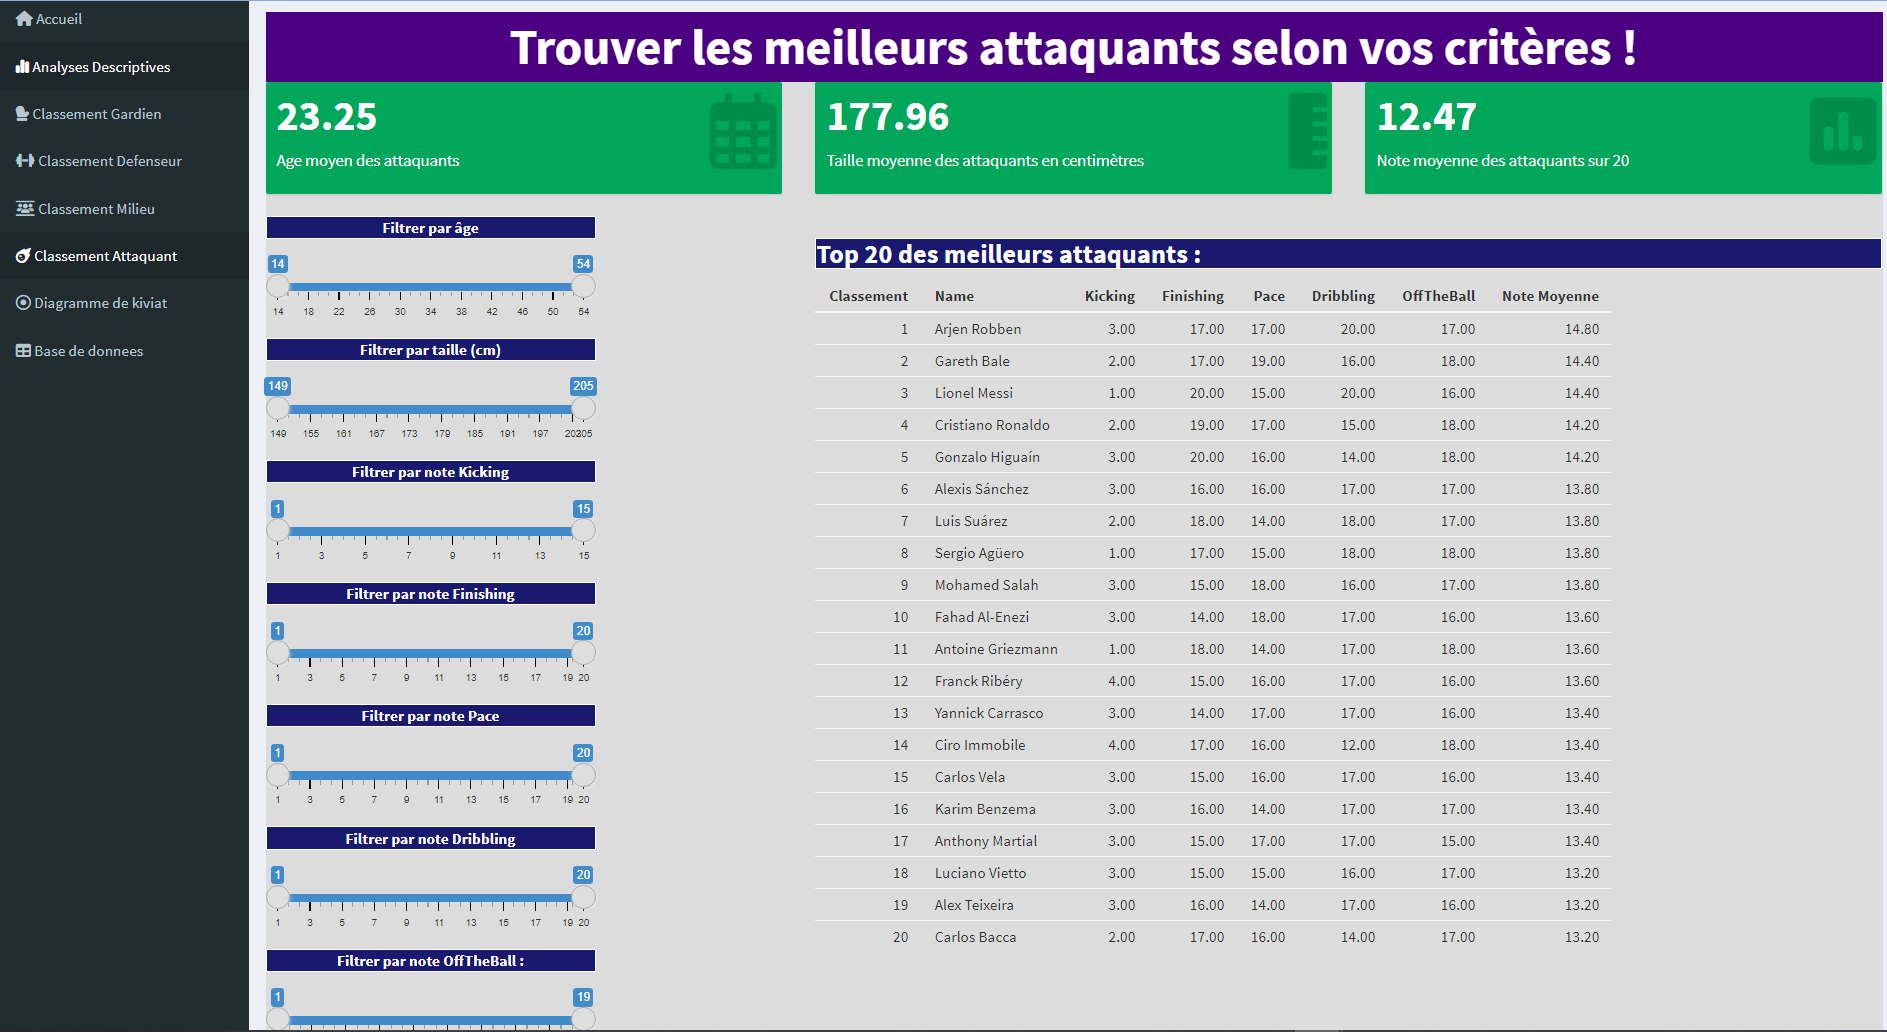 Accueil
Analyses Descriptives
Classement Gardien
Classement Defenseur
Classement Milieu
Classement Attaquant
Diagramme de kiviat
Base de donnees
Trouver les meilleurs attaquants selon vos critères !
23.25
Age moyen des attaquants
177.96
Taille moyenne des attaquants en centimètres
12.47
Note moyenne des attaquants sur 20
Filtrer par âge
14 54
14 18 22 26 30 34 38 42 46 50 54
Filtrer par taille (cm)
149 205
149 155 161 167 173 179 185 191 197 203 205
Filtrer par note Kicking
1 15
1 3 5 7 9 11 13 15
Filtrer par note Finishing
1 20
1 3 5 7 9 11 13 15 17 19 20
Filtrer par note Pace
1 20
1 3 5 7 9 11 13 15 17 19 20
Filtrer par note Dribbling
1 20
1 3 5 7 9 11 13 15 17 19 20
Filtrer par note OffTheBall :
1 19
Top 20 des meilleurs attaquants :
Classement Name Kicking Finishing Pace Dribbling OffTheBall Note Moyenne
1 Arjen Robben 3.00 17.00 17.00 20.00 17.00 14.80
2 Gareth Bale 2.00 17.00 19.00 16.00 18.00 14.40
3 Lionel Messi 1.00 20.00 15.00 20.00 16.00 14.40
4 Cristiano Ronaldo 2.00 19.00 17.00 15.00 18.00 14.20
5 Gonzalo Higuaín 3.00 20.00 16.00 14.00 18.00 14.20
6 Alexis Sánchez 3.00 16.00 16.00 17.00 17.00 13.80
7 Luis Suárez 2.00 18.00 14.00 18.00 17.00 13.80
8 Sergio Agüero 1.00 17.00 15.00 18.00 18.00 13.80
9 Mohamed Salah 3.00 15.00 18.00 16.00 17.00 13.80
10 Fahad Al-Enezi 3.00 14.00 18.00 17.00 16.00 13.60
11 Antoine Griezmann 1.00 18.00 14.00 17.00 18.00 13.60
12 Franck Ribéry 4.00 15.00 16.00 17.00 16.00 13.60
13 Yannick Carrasco 3.00 14.00 17.00 17.00 16.00 13.40
14 Ciro Immobile 4.00 17.00 16.00 12.00 18.00 13.40
15 Carlos Vela 3.00 15.00 16.00 17.00 16.00 13.40
16 Karim Benzema 3.00 16.00 14.00 17.00 17.00 13.40
17 Anthony Martial 3.00 15.00 17.00 17.00 15.00 13.40
18 Luciano Vietto 3.00 15.00 15.00 16.00 17.00 13.20
19 Alex Teixeira 3.00 16.00 14.00 17.00 16.00 13.20
20 Carlos Bacca 2.00 17.00 16.00 14.00 17.00 13.20